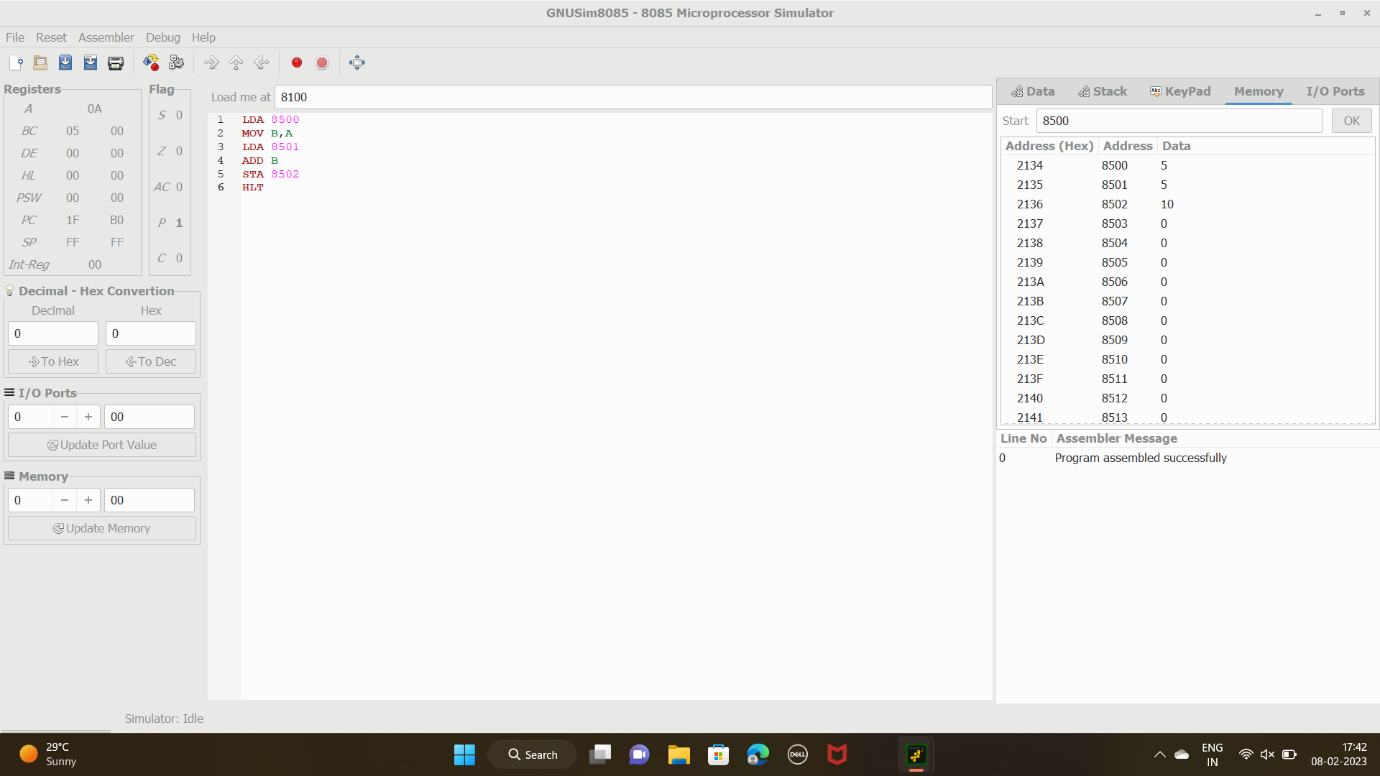 GNUSim8085 - 8085 Microprocessor Simulator
File Reset Assembler Debug Help
Registers
A 0A
BC 05 00
DE 00 00
HL 00 00
PSW 00 00
PC 1F B0
SP FF FF
Int-Reg 00
Flag
S 0
Z 0
AC 0
P 1
C 0
Decimal - Hex Convertion
Decimal Hex
0 0
To Hex To Dec
I/O Ports
0 − + 00
Update Port Value
Memory
0 − + 00
Update Memory
Load me at 8100
1 LDA 8500
2 MOV B,A
3 LDA 8501
4 ADD B
5 STA 8502
6 HLT
Data Stack Abc KeyPad Memory I/O Ports
Start 8500 OK
Address (Hex) Address Data
2134 8500 5
2135 8501 5
2136 8502 10
2137 8503 0
2138 8504 0
2139 8505 0
213A 8506 0
213B 8507 0
213C 8508 0
213D 8509 0
213E 8510 0
213F 8511 0
2140 8512 0
2141 8513 0
Line No Assembler Message
0 Program assembled successfully
Simulator: Idle
29°C
Sunny
Search
DELL
ENG
IN
17:42
08-02-2023